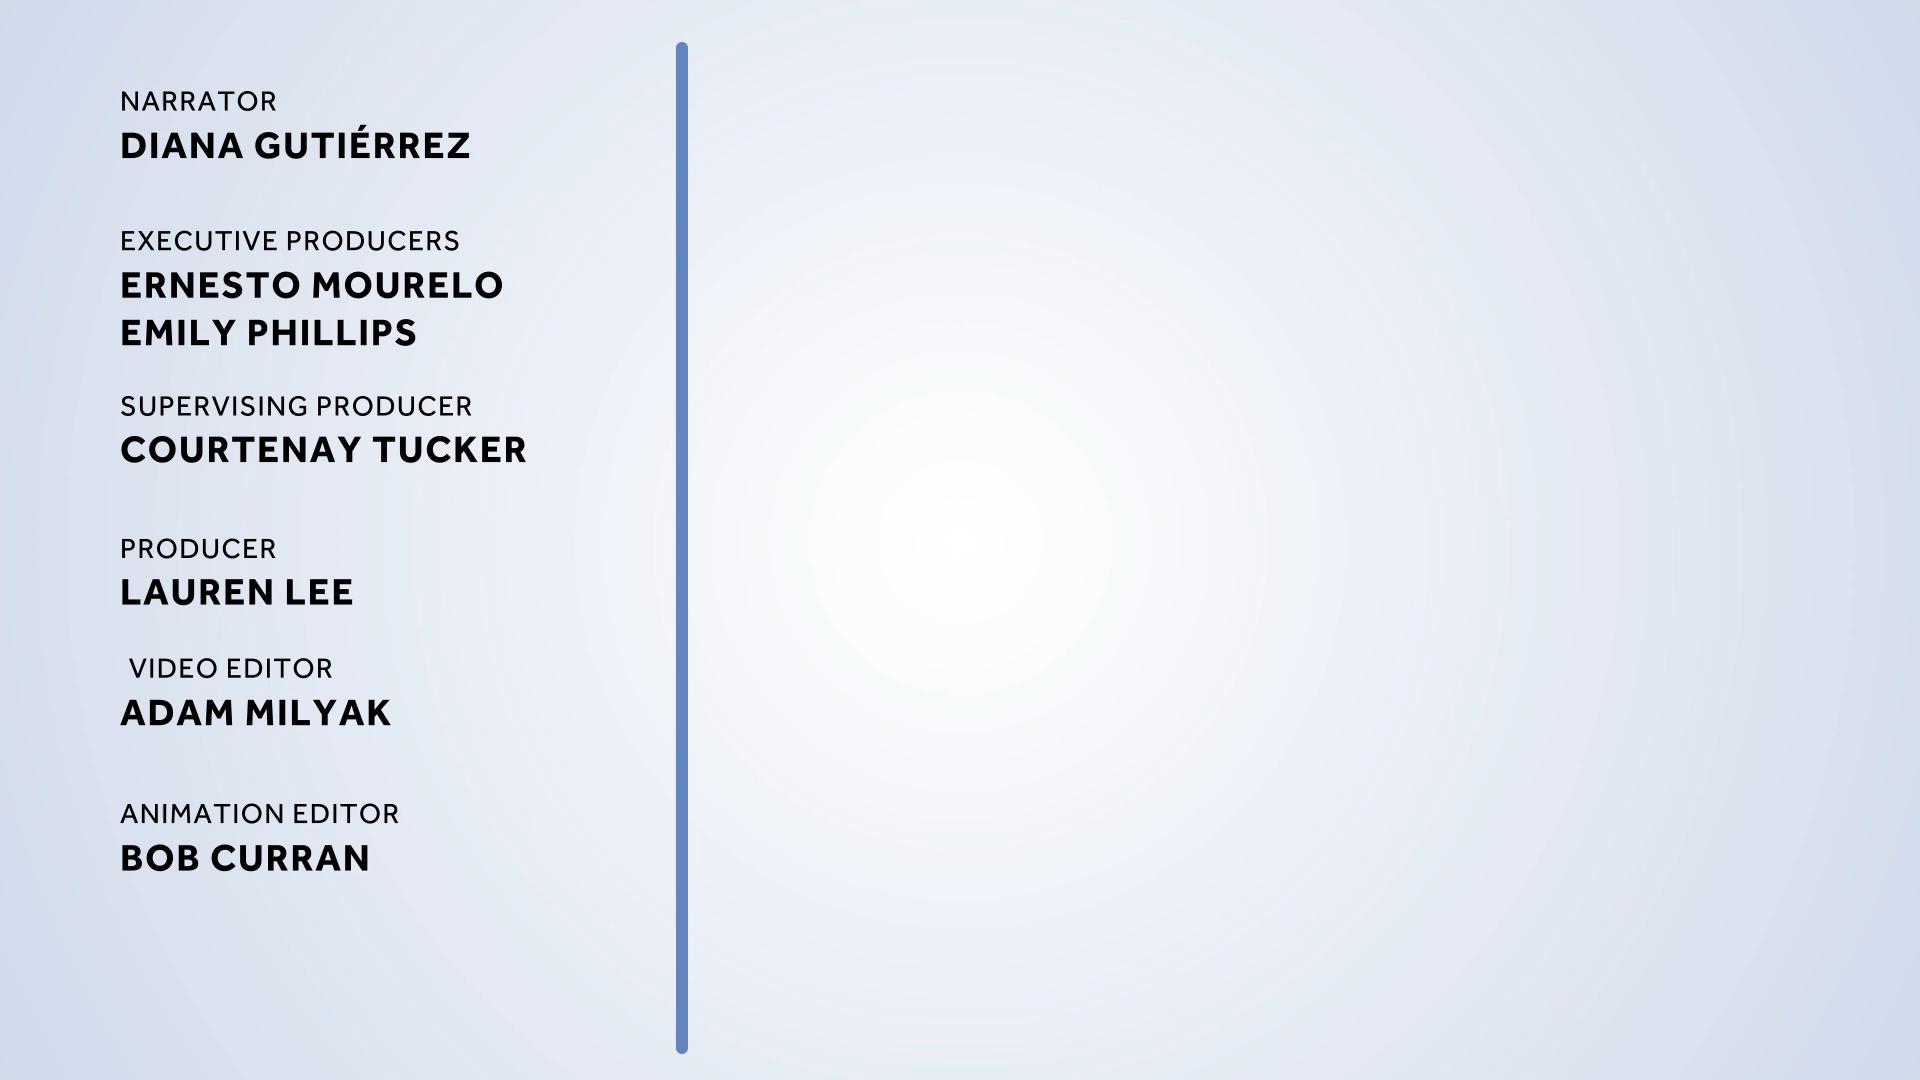 NARRATOR
DIANA GUTIÉRREZ
EXECUTIVE PRODUCERS
ERNESTO MOURELO
EMILY PHILLIPS
SUPERVISING PRODUCER
COURTENAY TUCKER
PRODUCER
LAUREN LEE
VIDEO EDITOR
ADAM MILYAK
ANIMATION EDITOR
BOB CURRAN